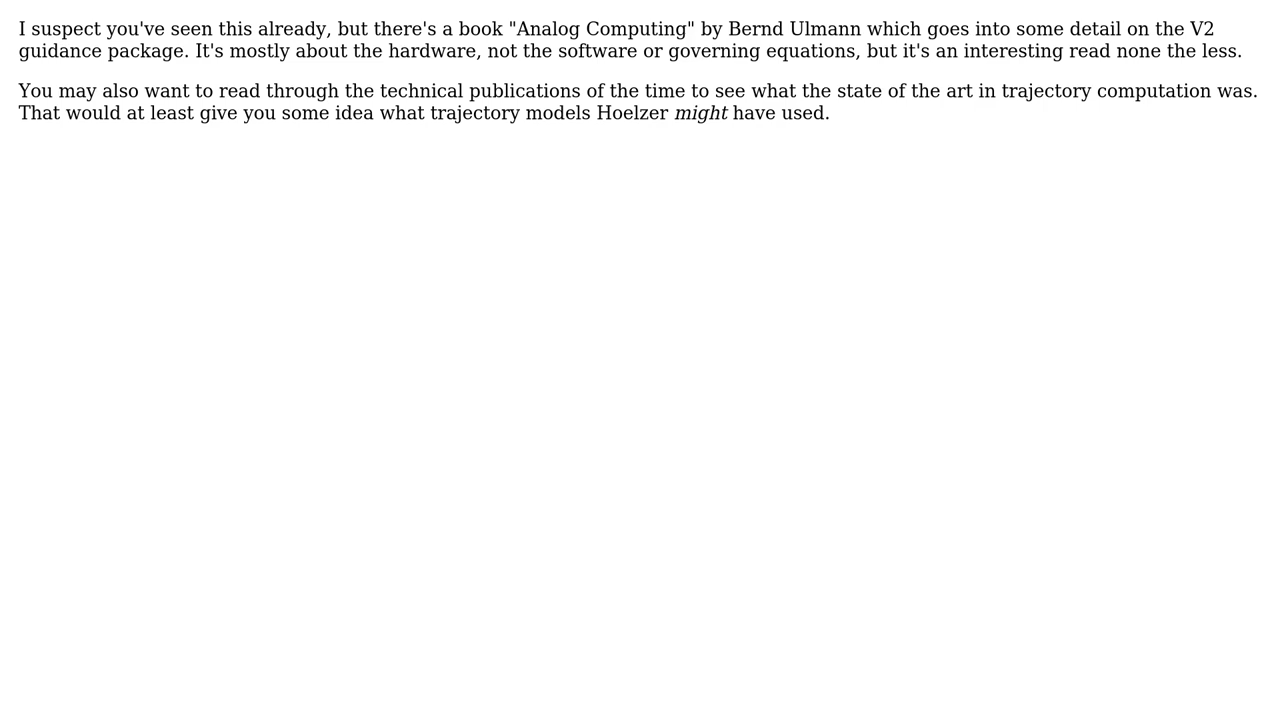 I suspect you've seen this already, but there's a book "Analog Computing" by Bernd Ulmann which goes into some detail on the V2
guidance package. It's mostly about the hardware, not the software or governing equations, but it's an interesting read none the less.
You may also want to read through the technical publications of the time to see what the state of the art in trajectory computation was.
That would at least give you some idea what trajectory models Hoelzer might have used.